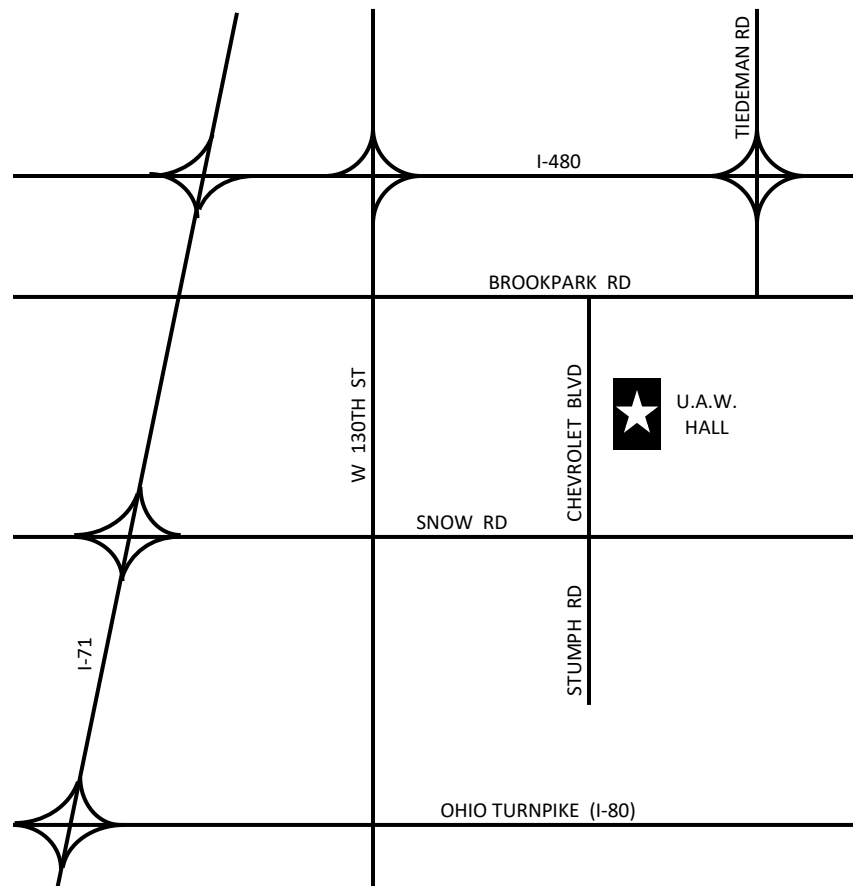 TIEDEMAN RD
I-480
BROOKPARK RD
W 130TH ST
CHEVROLET BLVD
U.A.W.
HALL
SNOW RD
STUMPH RD
I-71
OHIO TURNPIKE (I-80)